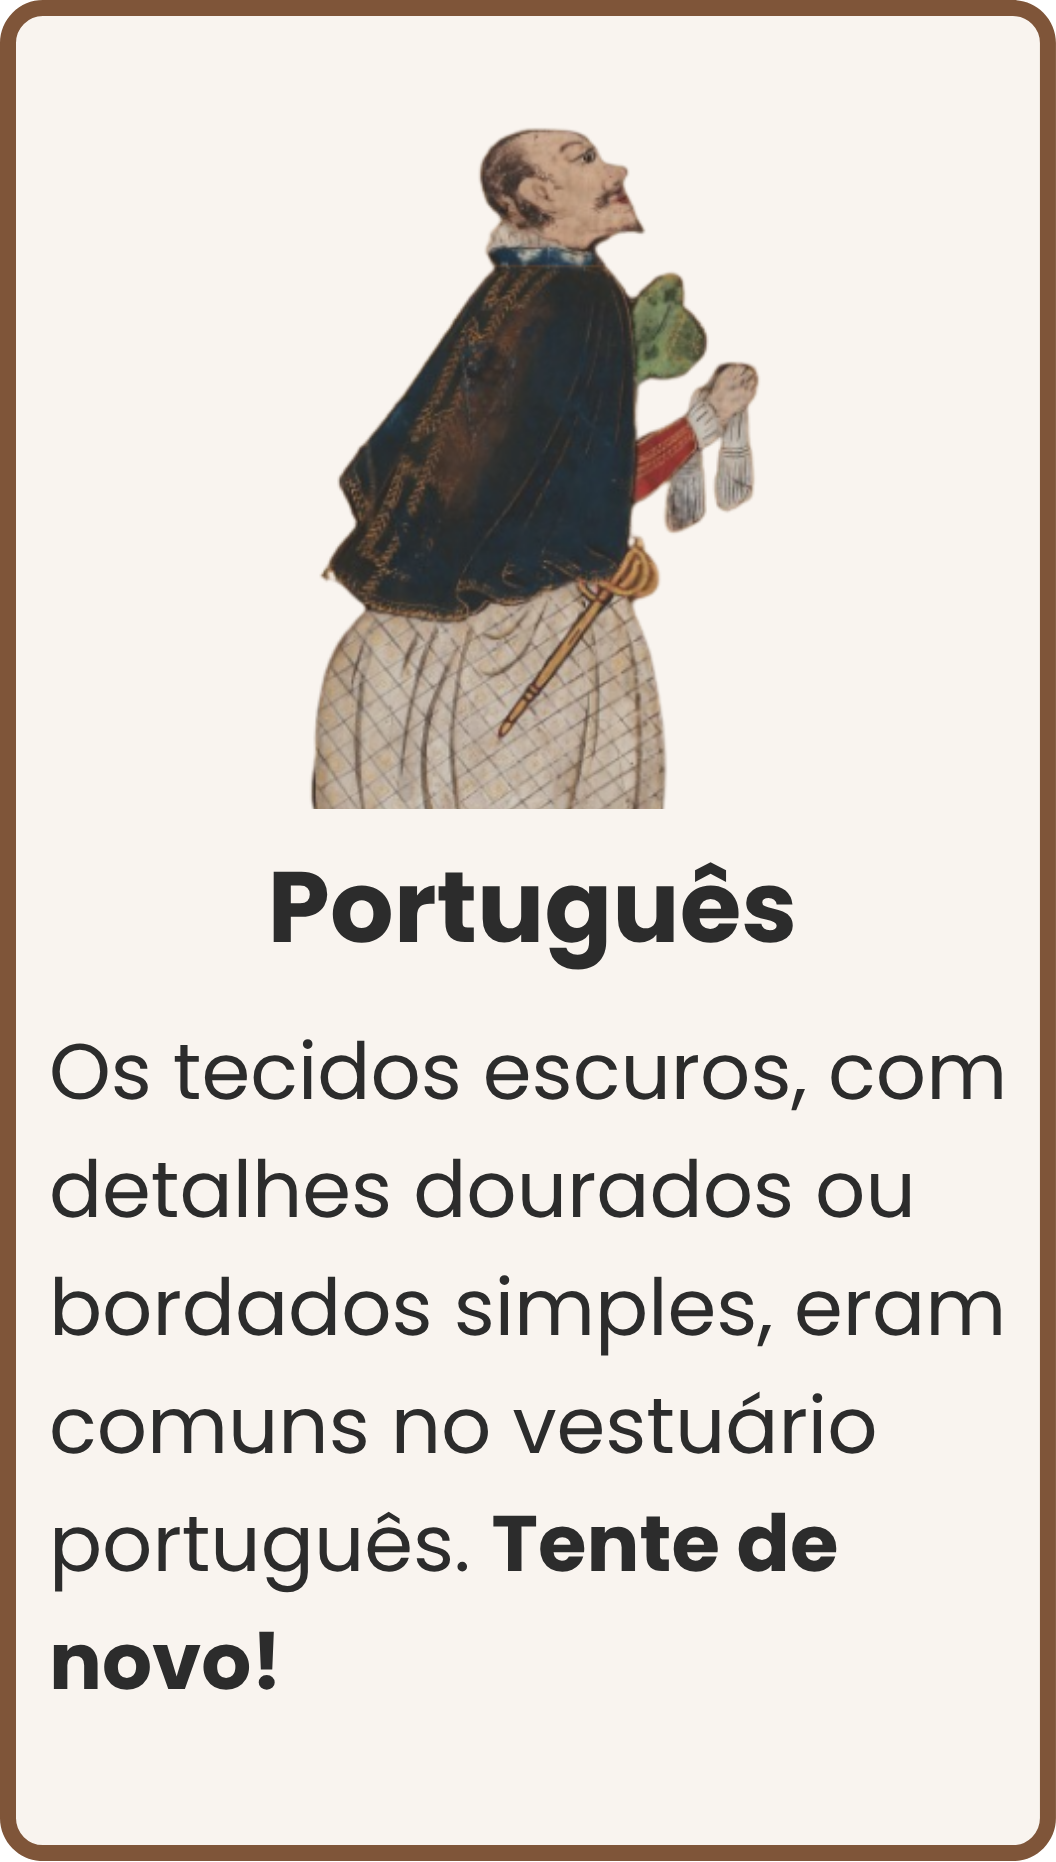 Português
Os tecidos escuros, com
detalhes dourados ou
bordados simples, eram
comuns no vestuário
português. Tente de
novo!